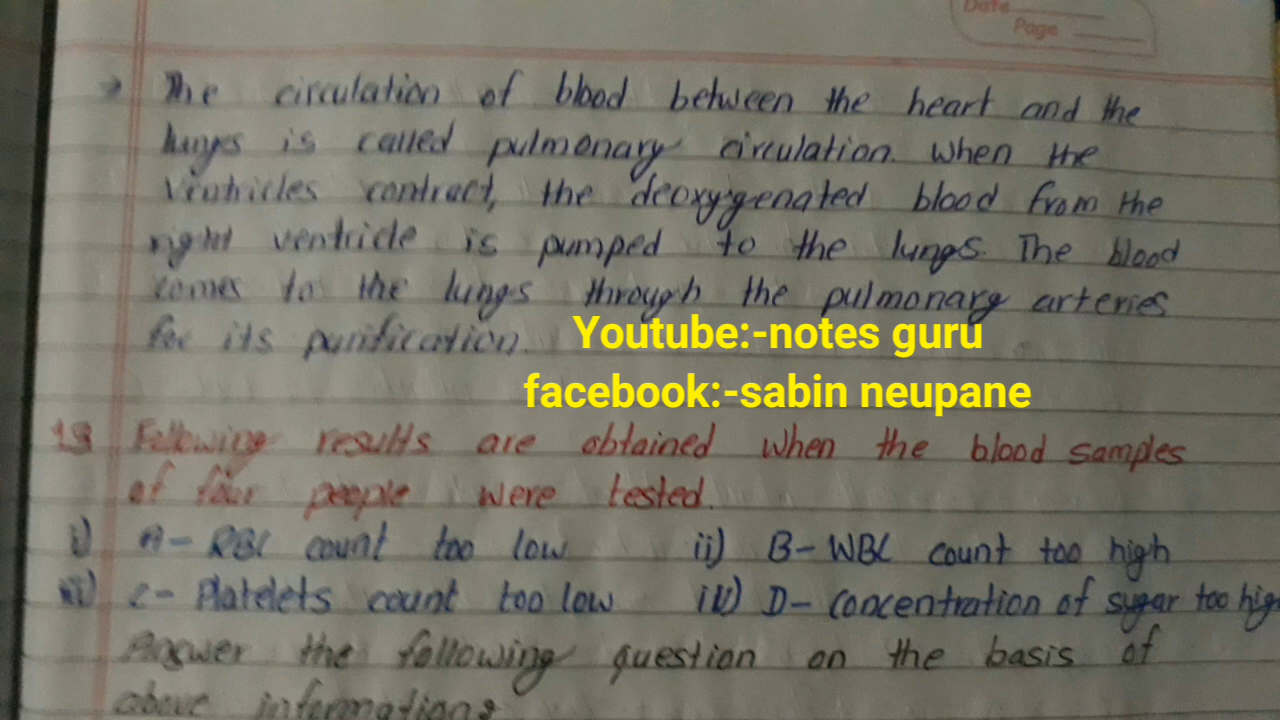 Date
Page
→ The circulation of blood between the heart and the
lungs is called pulmonary circulation. When the
Ventricles contract, the deoxygenated blood from the
right ventricle is pumped to the lungs. The blood
comes to the lungs through the pulmonary arteries
for its purification.
Youtube:-notes guru
facebook:-sabin neupane
13 Following results are obtained when the blood samples
of four people were tested.
i) A- RBC count too low ii) B- WBC count too high
iii) C- Platelets count too low iv) D- Concentration of sugar too hig
Answer the following question on the basis of
above informations